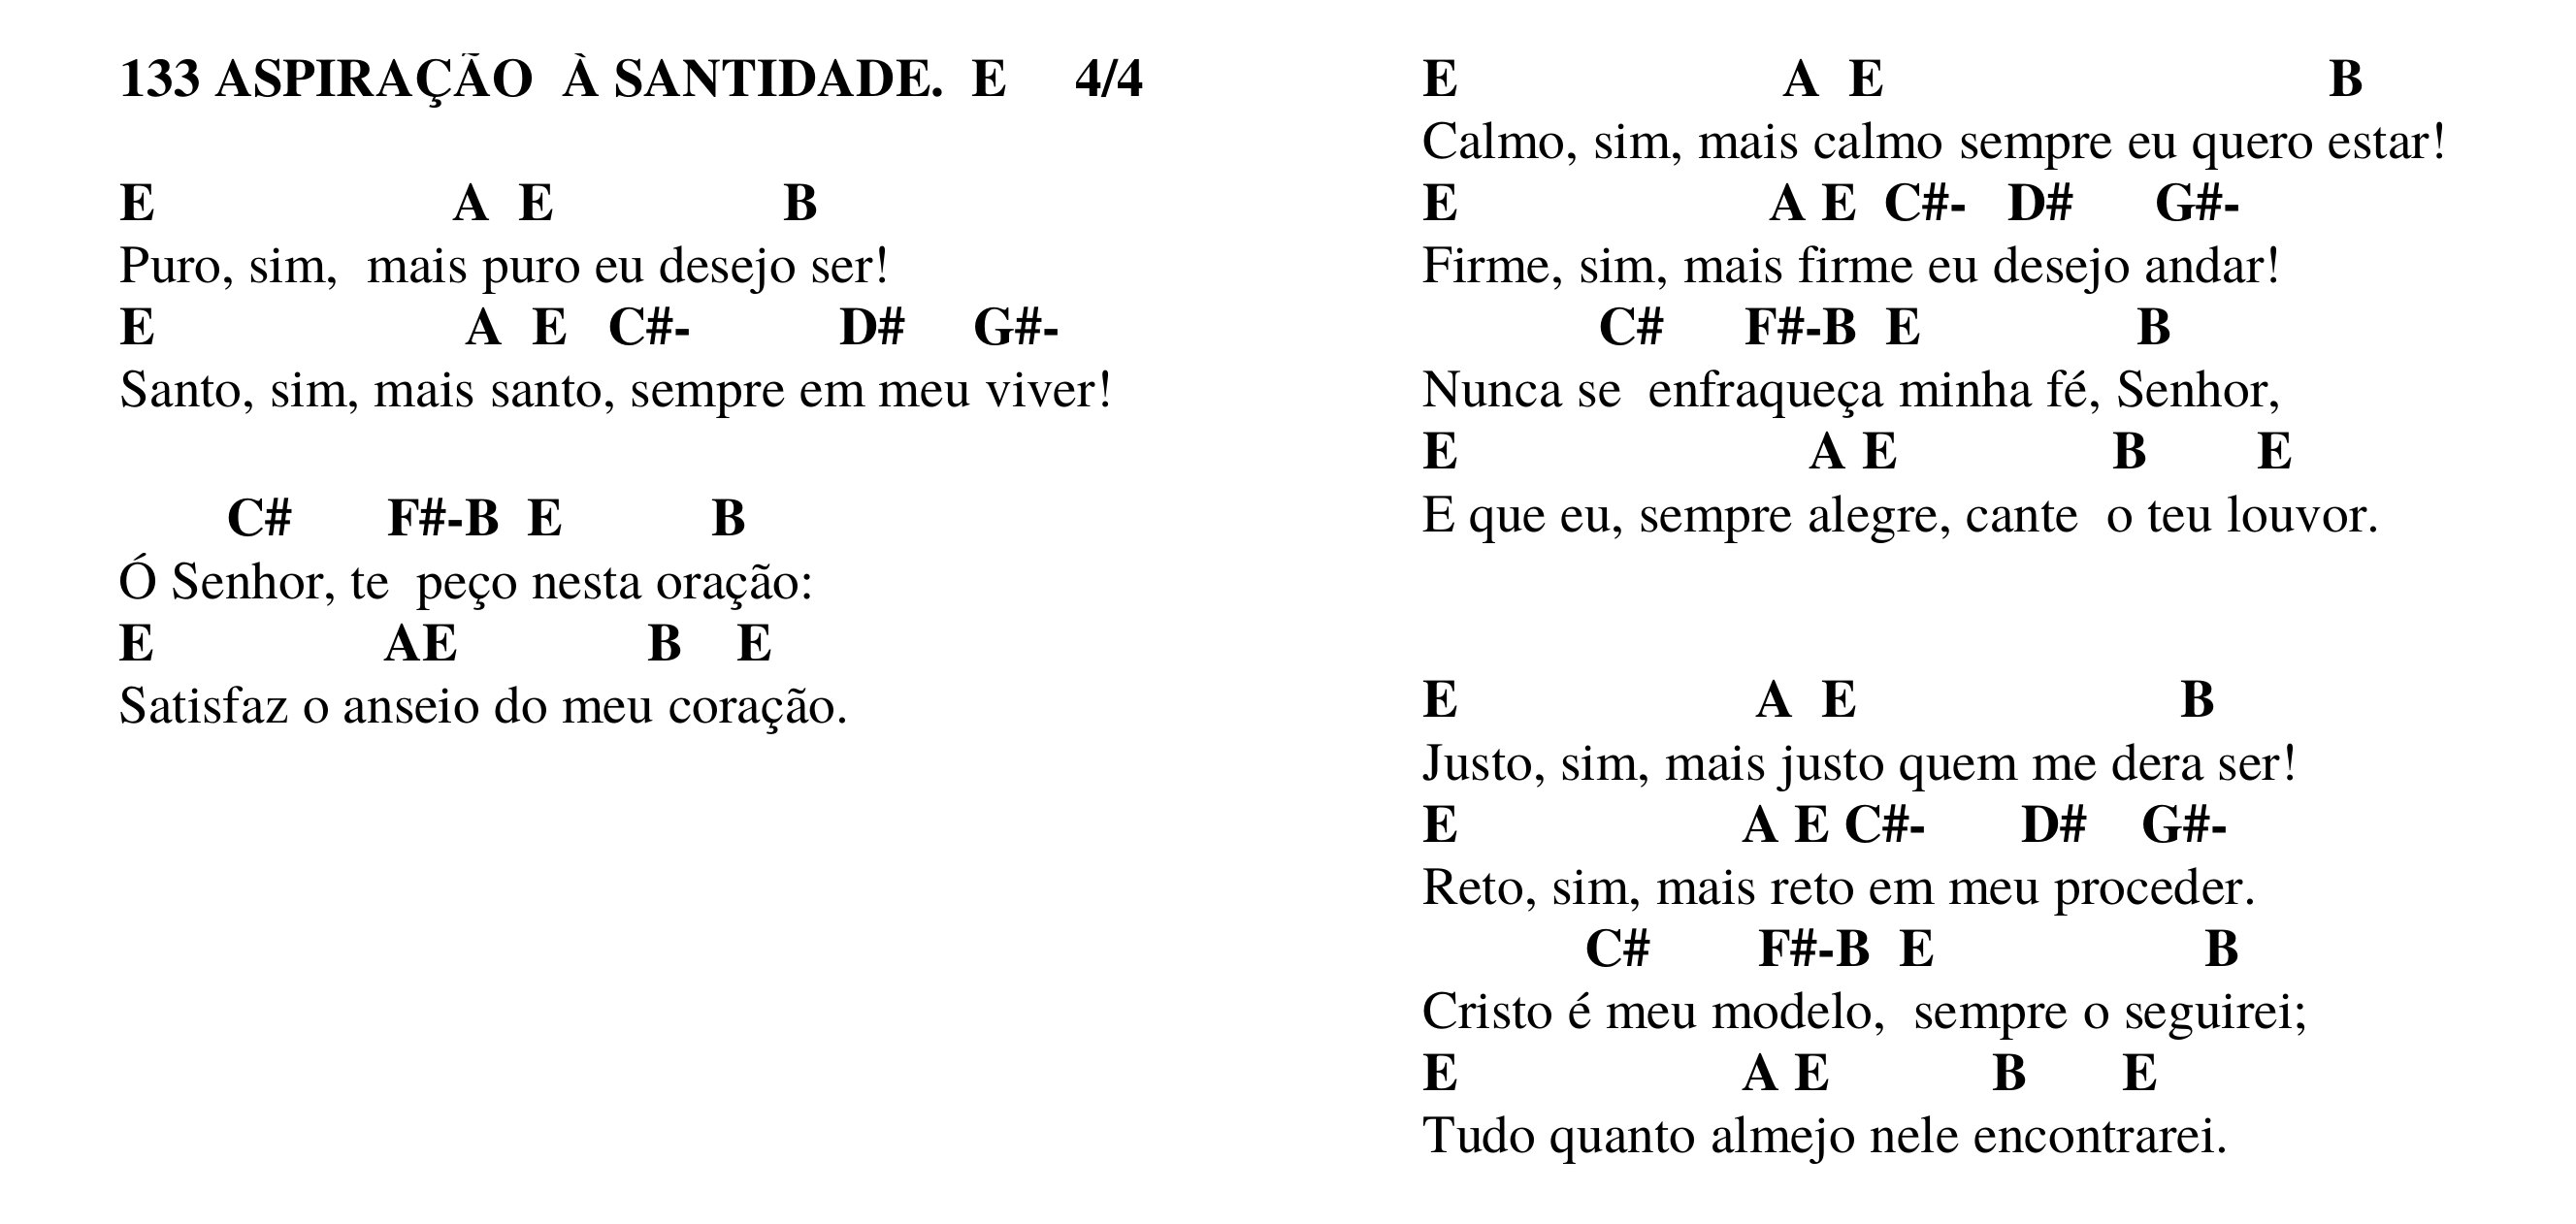 133 ASPIRAÇÃO  À SANTIDADE.  E     4/4
E                     A  E                B
Puro, sim,  mais puro eu desejo ser!
E                      A  E   C#-          D#     G#-
Santo, sim, mais santo, sempre em meu viver!
        C#       F#-B  E           B
Ó Senhor, te  peço nesta oração:
E                AE              B    E
Satisfaz o anseio do meu coração.
E                       A  E                                B
Calmo, sim, mais calmo sempre eu quero estar!
E                      A E  C#-   D#      G#-
Firme, sim, mais firme eu desejo andar!
             C#      F#-B  E                B
Nunca se  enfraqueça minha fé, Senhor,
E                         A E                B        E
E que eu, sempre alegre, cante  o teu louvor.
E                     A  E                       B
Justo, sim, mais justo quem me dera ser!
E                    A E C#-       D#    G#-
Reto, sim, mais reto em meu proceder.
            C#        F#-B  E                    B
Cristo é meu modelo,  sempre o seguirei;
E                    A E            B       E
Tudo quanto almejo nele encontrarei.